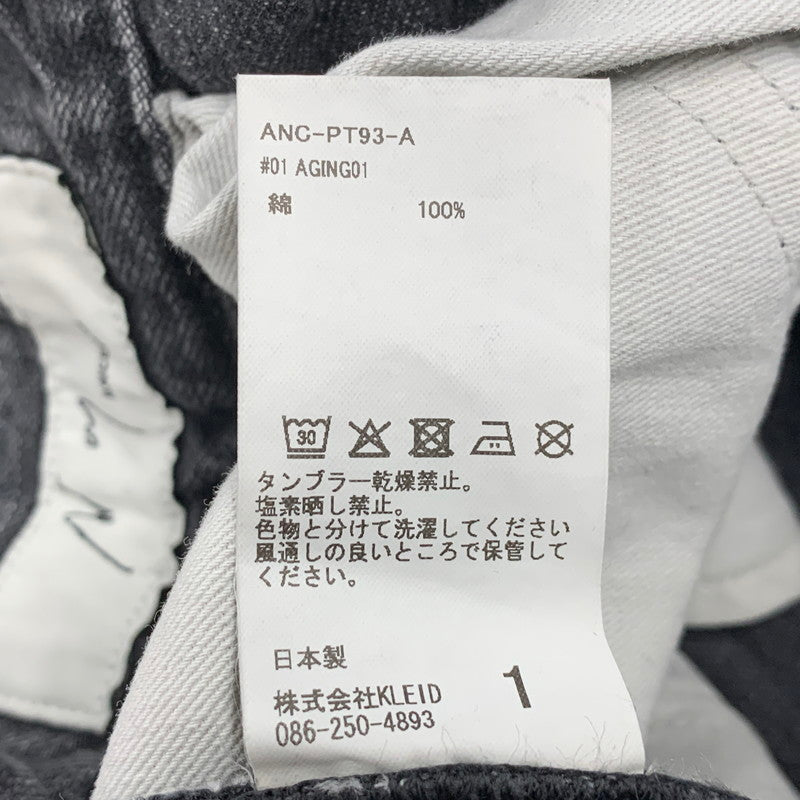 ANC-PT93-A
#01 AGING01
綿 100%
30
タンブラー乾燥禁止。
塩素晒し禁止。
色物と分けて洗濯してください
風通しの良いところで保管して
ください。
日本製
株式会社KLEID 1
086-250-4893